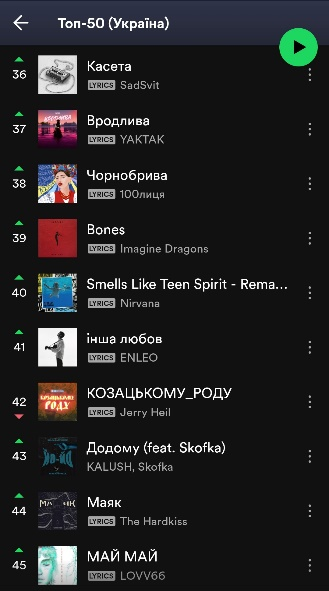 Топ-50 (Україна)
36
Касета
LYRICS SadSvit
37
Вродлива
LYRICS YAKTAK
38
Чорнобрива
LYRICS 100лиця
39
Bones
LYRICS Imagine Dragons
40
Smells Like Teen Spirit - Rema...
LYRICS Nirvana
41
інша любов
LYRICS ENLEO
42
КОЗАЦЬКОМУ_РОДУ
LYRICS Jerry Heil
43
Додому (feat. Skofka)
KALUSH, Skofka
44
Маяк
LYRICS The Hardkiss
45
МАЙ МАЙ
LYRICS LOVV66